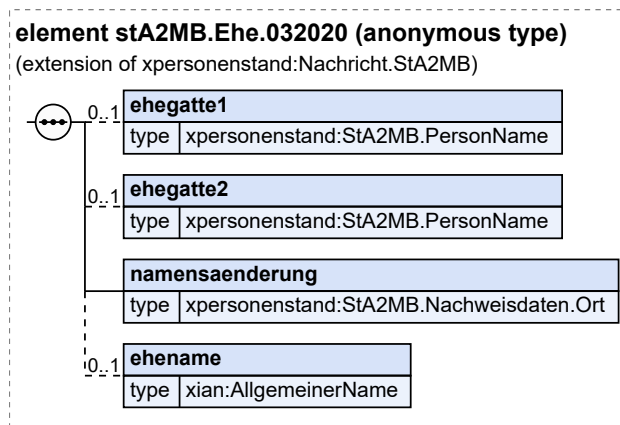 element stA2MB.Ehe.032020 (anonymous type)
(extension of xpersonenstand:Nachricht.StA2MB)
0..1
ehegatte1
type xpersonenstand:StA2MB.PersonName
0..1
ehegatte2
type xpersonenstand:StA2MB.PersonName
namensaenderung
type xpersonenstand:StA2MB.Nachweisdaten.Ort
0..1
ehename
type xian:AllgemeinerName